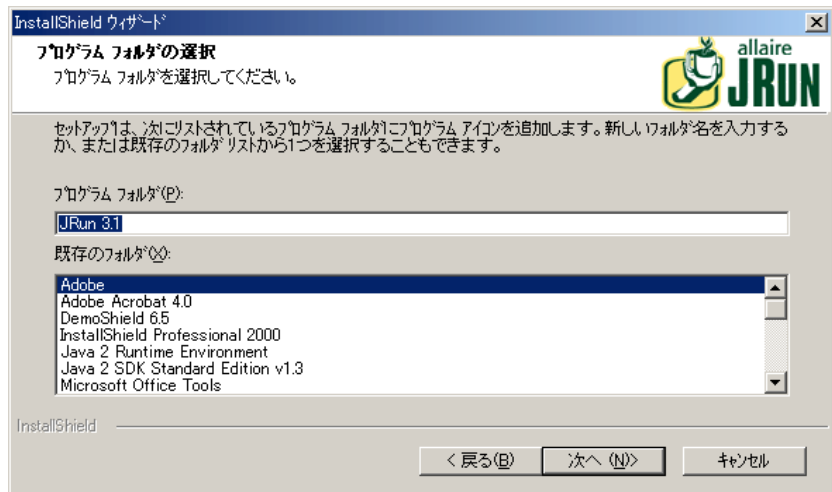 InstallShield ウィザード
プログラム フォルダの選択
プログラム フォルダを選択してください。
allaire
JRUN
セットアップは、次にリストされているプログラム フォルダにプログラム アイコンを追加します。新しいフォルダ名を入力する
か、または既存のフォルダ リストから1つを選択することもできます。
プログラム フォルダ(P):
JRun 3.1
既存のフォルダ(X):
Adobe
Adobe Acrobat 4.0
DemoShield 6.5
InstallShield Professional 2000
Java 2 Runtime Environment
Java 2 SDK Standard Edition v1.3
Microsoft Office Tools
InstallShield
< 戻る(B) 次へ (N)> キャンセル